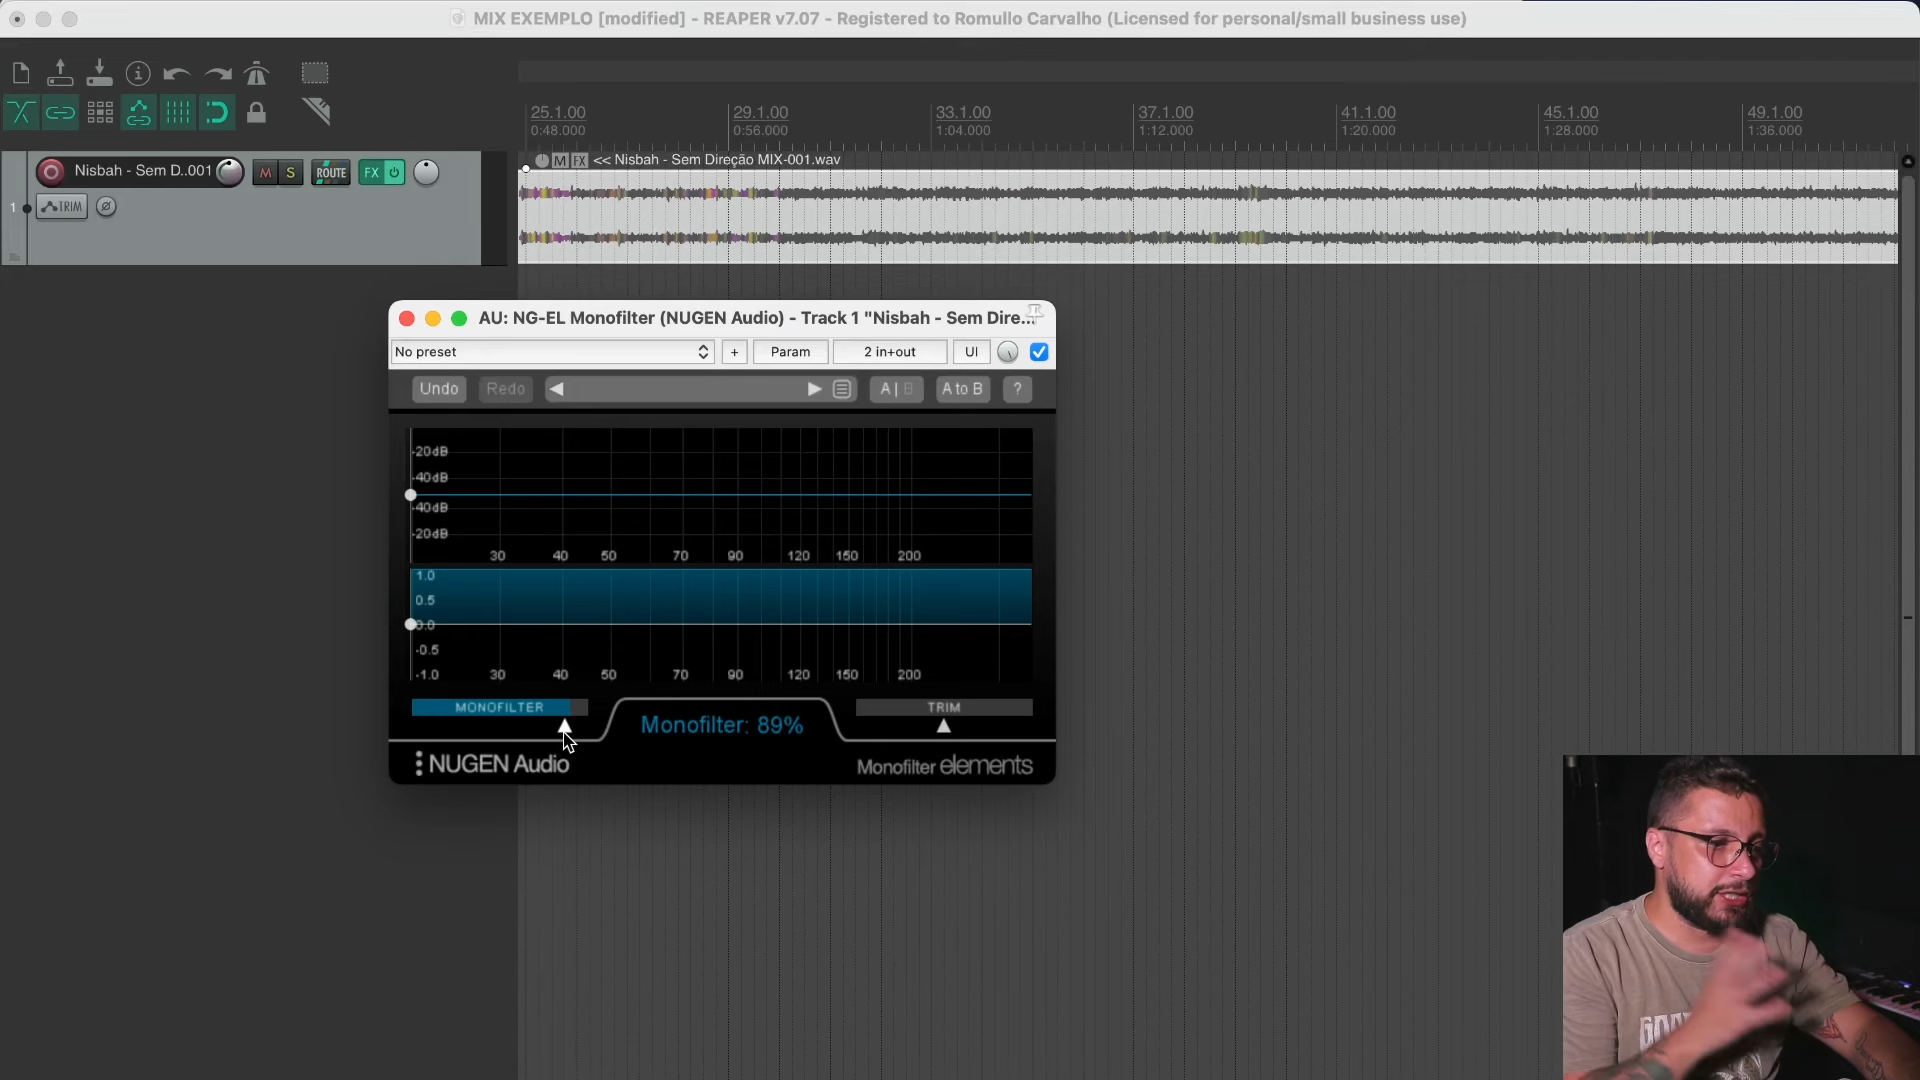 MIX EXEMPLO [modified] - REAPER v7.07 - Registered to Romullo Carvalho (Licensed for personal/small business use)
25.1.00 29.1.00 33.1.00 37.1.00 41.1.00 45.1.00 49.1.00
0:48.000 0:56.000 1:04.000 1:12.000 1:20.000 1:28.000 1:36.000
M FX << Nisbah - Sem Direção MIX-001.wav
Nisbah - Sem D..001 M S ROUTE FX
1 TRIM
AU: NG-EL Monofilter (NUGEN Audio) - Track 1 "Nisbah - Sem Dire...
No preset + Param 2 in+out UI
Undo Redo A | B A to B ?
-20dB
-40dB
-40dB
-20dB
30 40 50 70 90 120 150 200
1.0
0.5
0.0
-0.5
-1.0 30 40 50 70 90 120 150 200
MONOFILTER TRIM
Monofilter: 89%
NUGEN Audio Monofilter elements